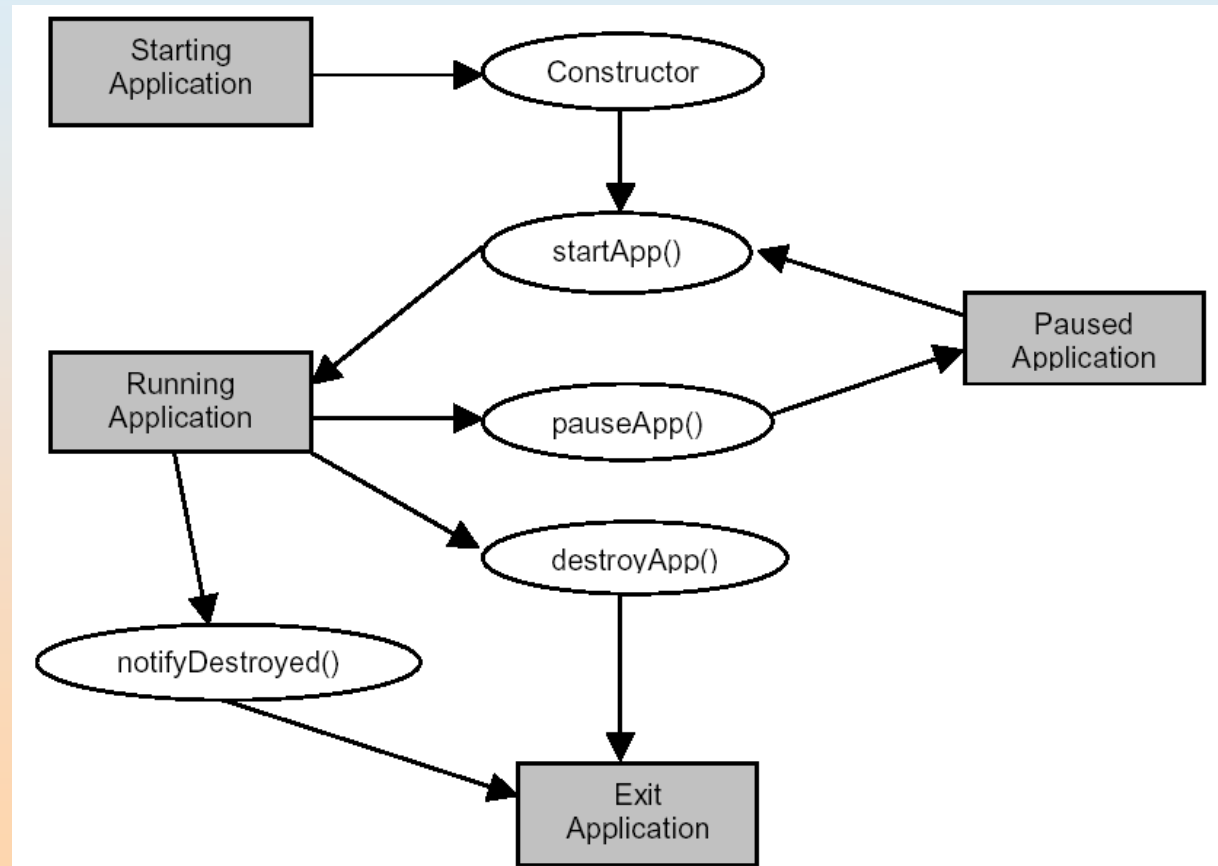 Starting
Application
Constructor
startApp()
Paused
Application
Running
Application
pauseApp()
destroyApp()
notifyDestroyed()
Exit
Application